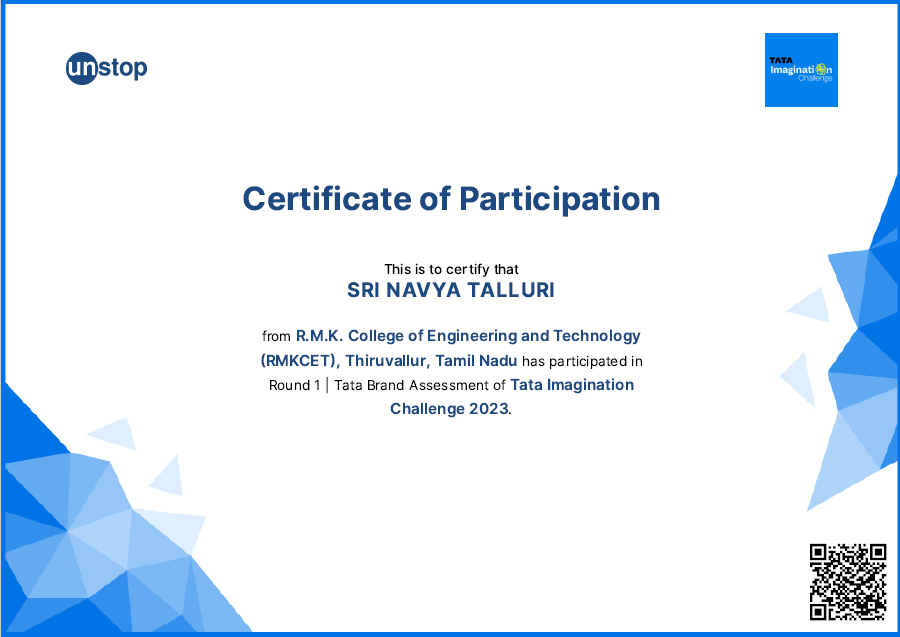 unstop
TATA
Imagination
Challenge
Certificate of Participation
This is to certify that
SRI NAVYA TALLURI
from R.M.K. College of Engineering and Technology
(RMKCET), Thiruvallur, Tamil Nadu has participated in
Round 1 | Tata Brand Assessment of Tata Imagination
Challenge 2023.